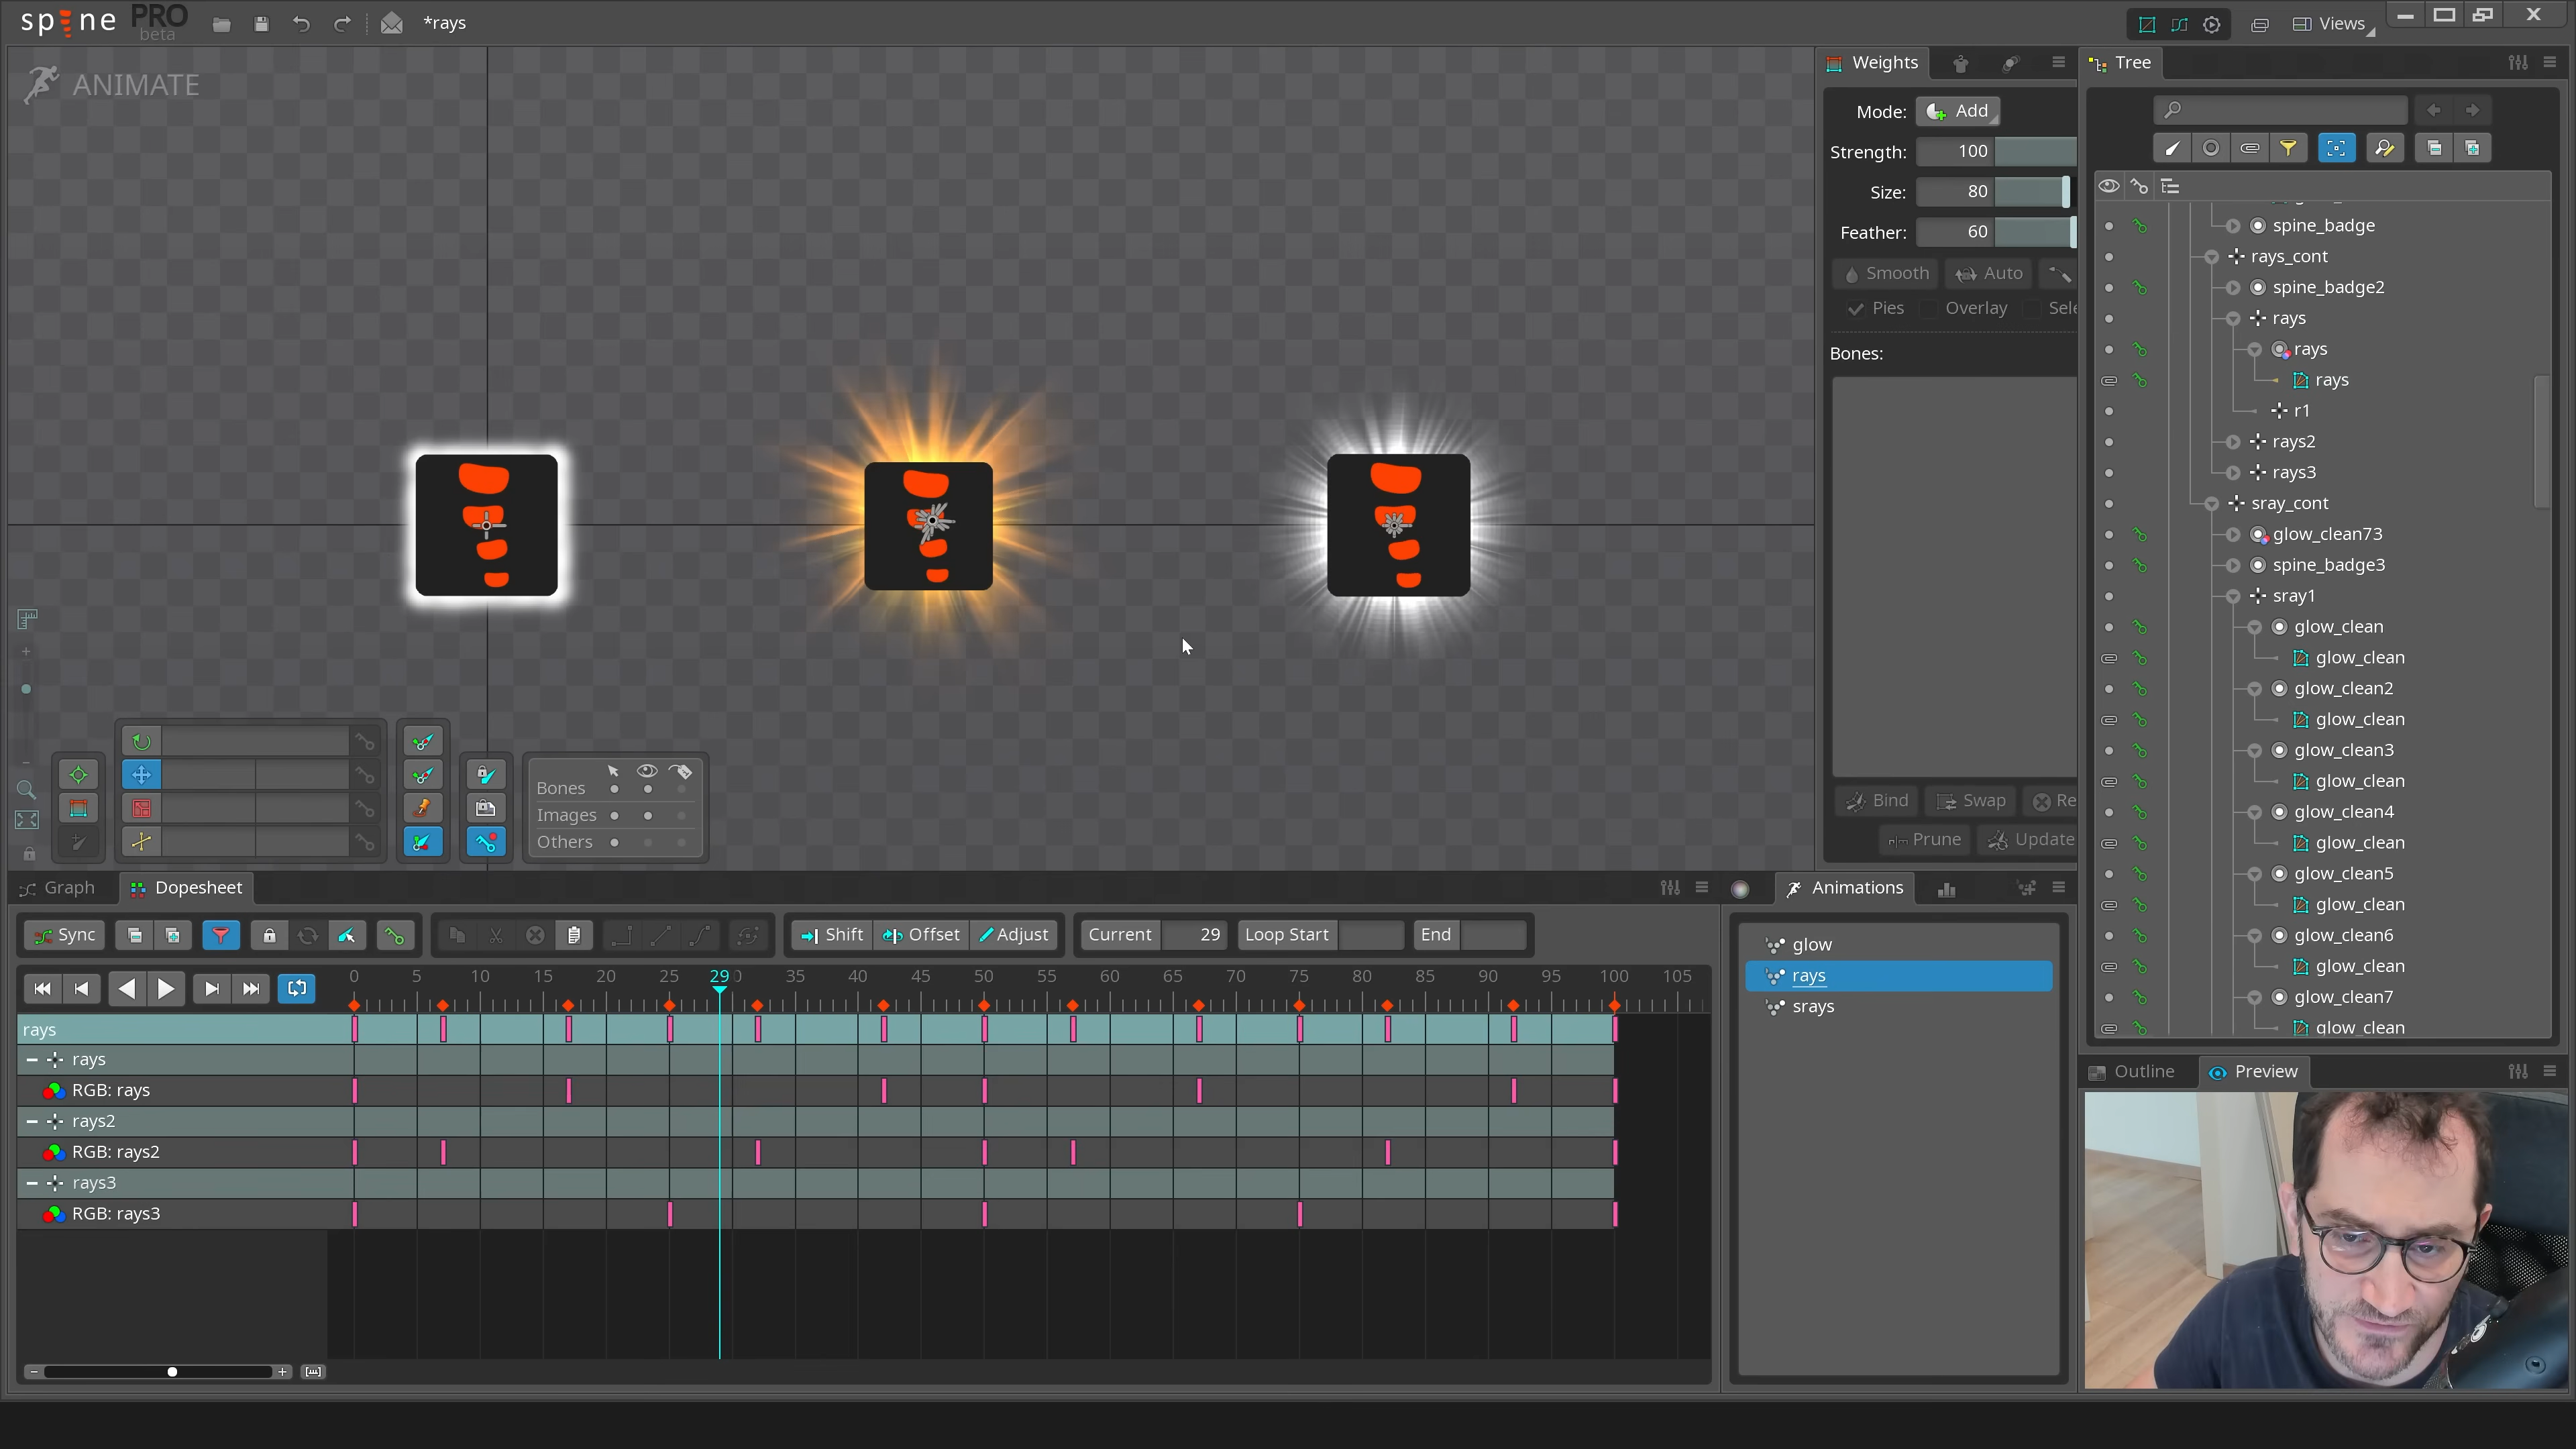 spine PRO
beta
*rays
Views
ANIMATE
Weights
Mode: Add
Strength: 100
Size: 80
Feather: 60
Smooth Auto
Pies Overlay
Bones:
Bind Swap
Prune Update
Tree
spine_badge
rays_cont
spine_badge2
rays
rays
rays
r1
rays2
rays3
sray_cont
glow_clean73
spine_badge3
sray1
glow_clean
glow_clean
glow_clean2
glow_clean
glow_clean3
glow_clean
glow_clean4
glow_clean
glow_clean5
glow_clean
glow_clean6
glow_clean
glow_clean7
glow_clean
Bones
Images
Others
Graph Dopesheet
Sync Shift Offset Adjust Current 29 Loop Start End
0 5 10 15 20 25 29 35 40 45 50 55 60 65 70 75 80 85 90 95 100 105
rays
rays
RGB: rays
rays2
RGB: rays2
rays3
RGB: rays3
Animations
glow
rays
srays
Outline Preview